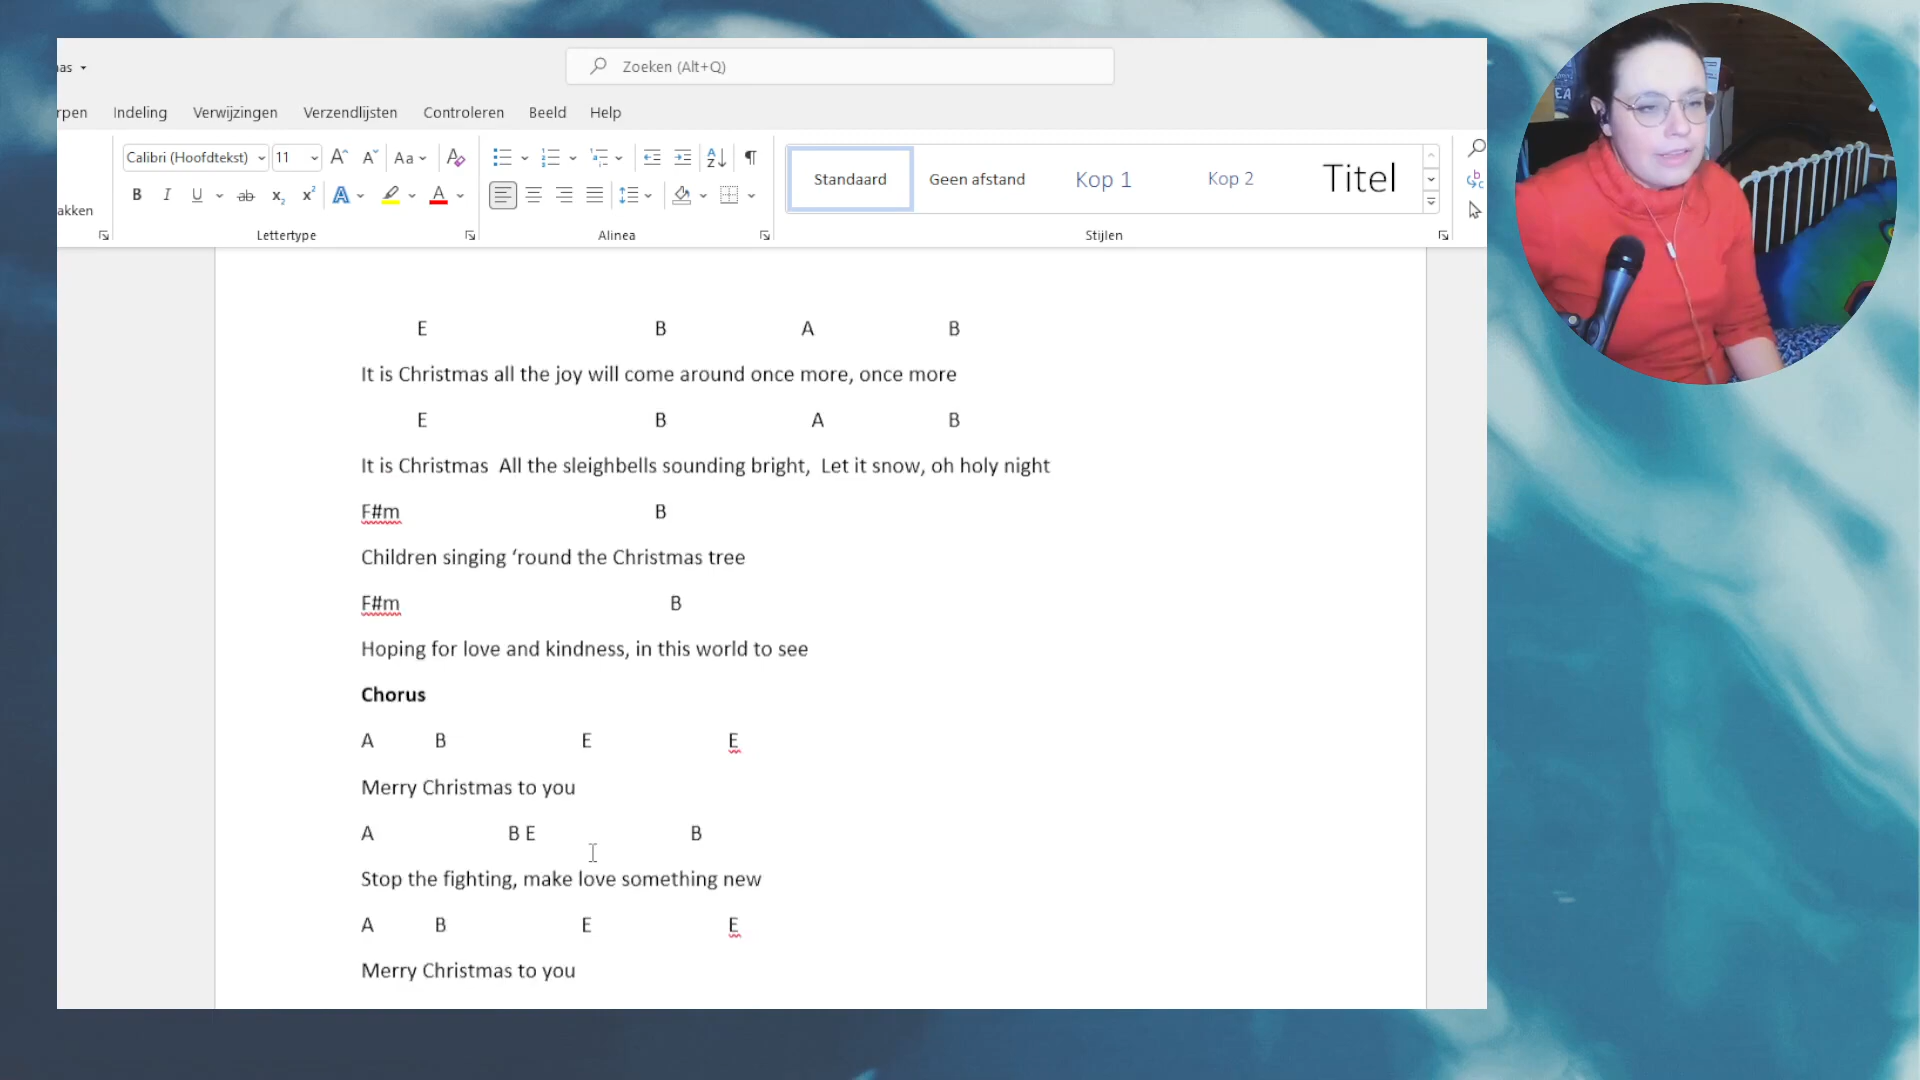 aas
Zoeken (Alt+Q)
rpen Indeling Verwijzingen Verzendlijsten Controleren Beeld Help
Calibri (Hoofdtekst) 11 Aa
akken
Standaard Geen afstand Kop 1 Kop 2 Titel
Lettertype Alinea Stijlen
E B A B
It is Christmas all the joy will come around once more, once more
E B A B
It is Christmas  All the sleighbells sounding bright,  Let it snow, oh holy night
F#m B
Children singing ‘round the Christmas tree
F#m B
Hoping for love and kindness, in this world to see
Chorus
A B E E
Merry Christmas to you
A B E B
Stop the fighting, make love something new
A B E E
Merry Christmas to you